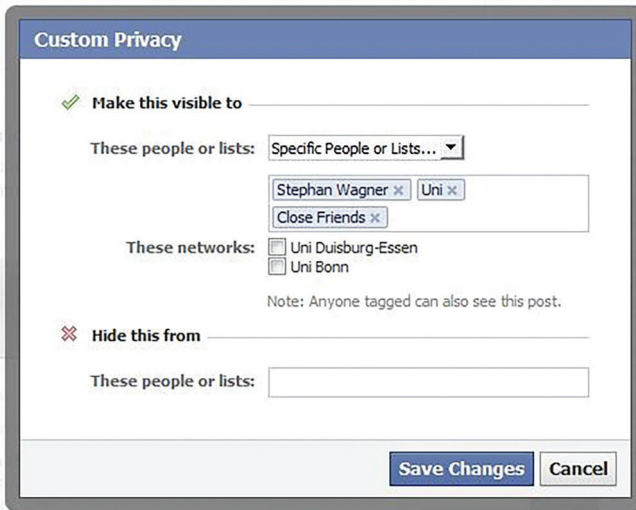 Custom Privacy
Make this visible to
These people or lists: Specific People or Lists...
Stephan Wagner × Uni ×
Close Friends ×
These networks: Uni Duisburg-Essen
Uni Bonn
Note: Anyone tagged can also see this post.
Hide this from
These people or lists:
Save Changes Cancel